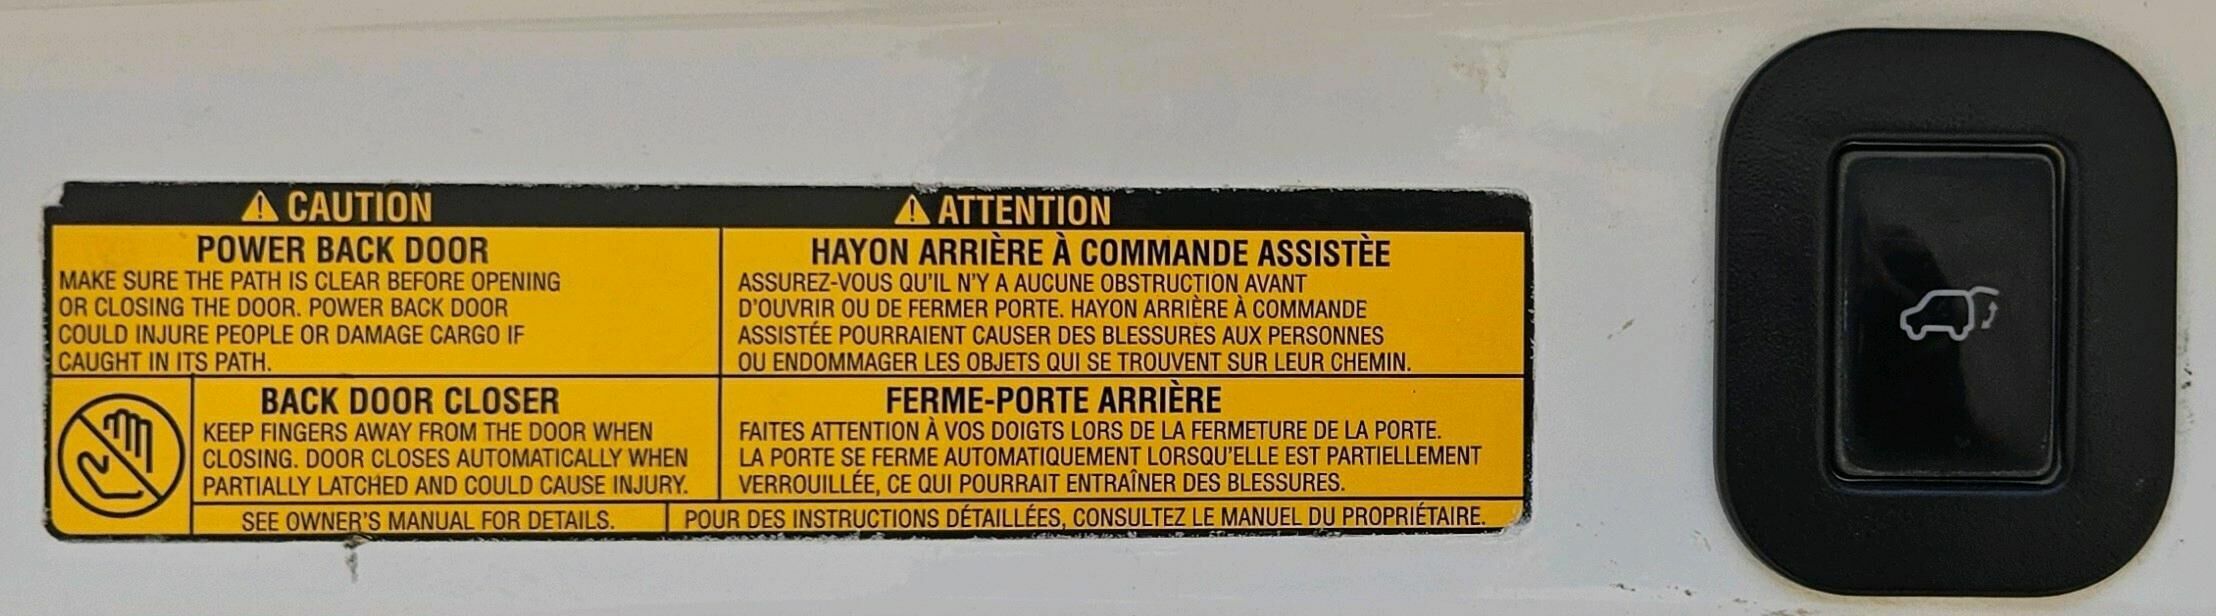 CAUTION
POWER BACK DOOR
MAKE SURE THE PATH IS CLEAR BEFORE OPENING
OR CLOSING THE DOOR. POWER BACK DOOR
COULD INJURE PEOPLE OR DAMAGE CARGO IF
CAUGHT IN ITS PATH.
BACK DOOR CLOSER
KEEP FINGERS AWAY FROM THE DOOR WHEN
CLOSING. DOOR CLOSES AUTOMATICALLY WHEN
PARTIALLY LATCHED AND COULD CAUSE INJURY.
SEE OWNER'S MANUAL FOR DETAILS.
ATTENTION
HAYON ARRIÈRE À COMMANDE ASSISTÈE
ASSUREZ-VOUS QU'IL N'Y A AUCUNE OBSTRUCTION AVANT
D'OUVRIR OU DE FERMER PORTE. HAYON ARRIÈRE À COMMANDE
ASSISTÉE POURRAIENT CAUSER DES BLESSURES AUX PERSONNES
OU ENDOMMAGER LES OBJETS QUI SE TROUVENT SUR LEUR CHEMIN.
FERME-PORTE ARRIÈRE
FAITES ATTENTION À VOS DOIGTS LORS DE LA FERMETURE DE LA PORTE.
LA PORTE SE FERME AUTOMATIQUEMENT LORSQU'ELLE EST PARTIELLEMENT
VERROUILLÉE, CE QUI POURRAIT ENTRAÎNER DES BLESSURES.
POUR DES INSTRUCTIONS DÉTAILLÉES, CONSULTEZ LE MANUEL DU PROPRIÉTAIRE.